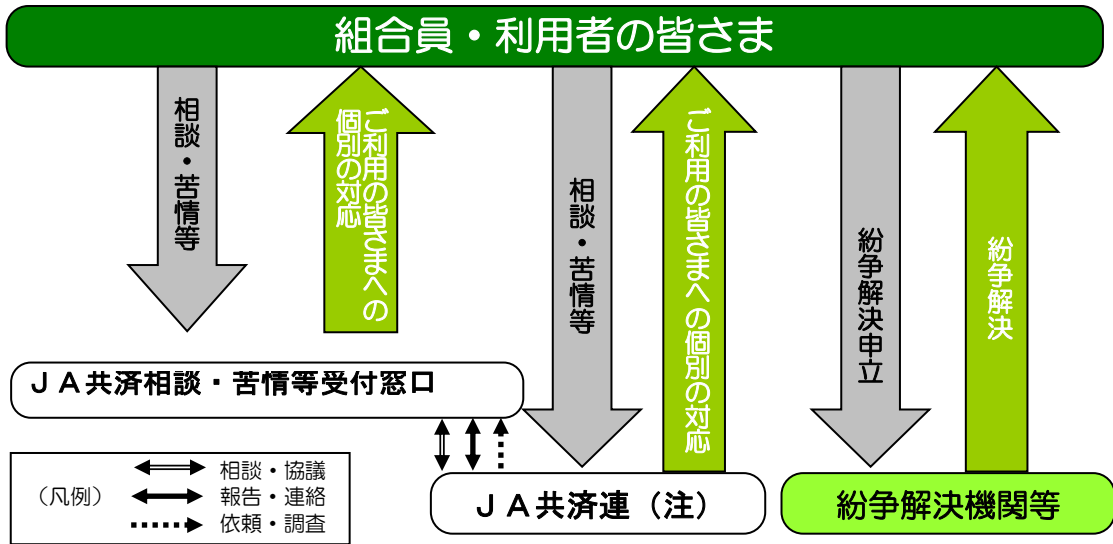 組合員・利用者の皆さま
相談・苦情等
ご利用の皆さまへの
個別の対応
相談・苦情等
ご利用の皆さまへの個別の対応
紛争解決申立
紛争解決
ＪＡ共済相談・苦情等受付窓口
ＪＡ共済連（注）
紛争解決機関等
（凡例）
相談・協議
報告・連絡
依頼・調査